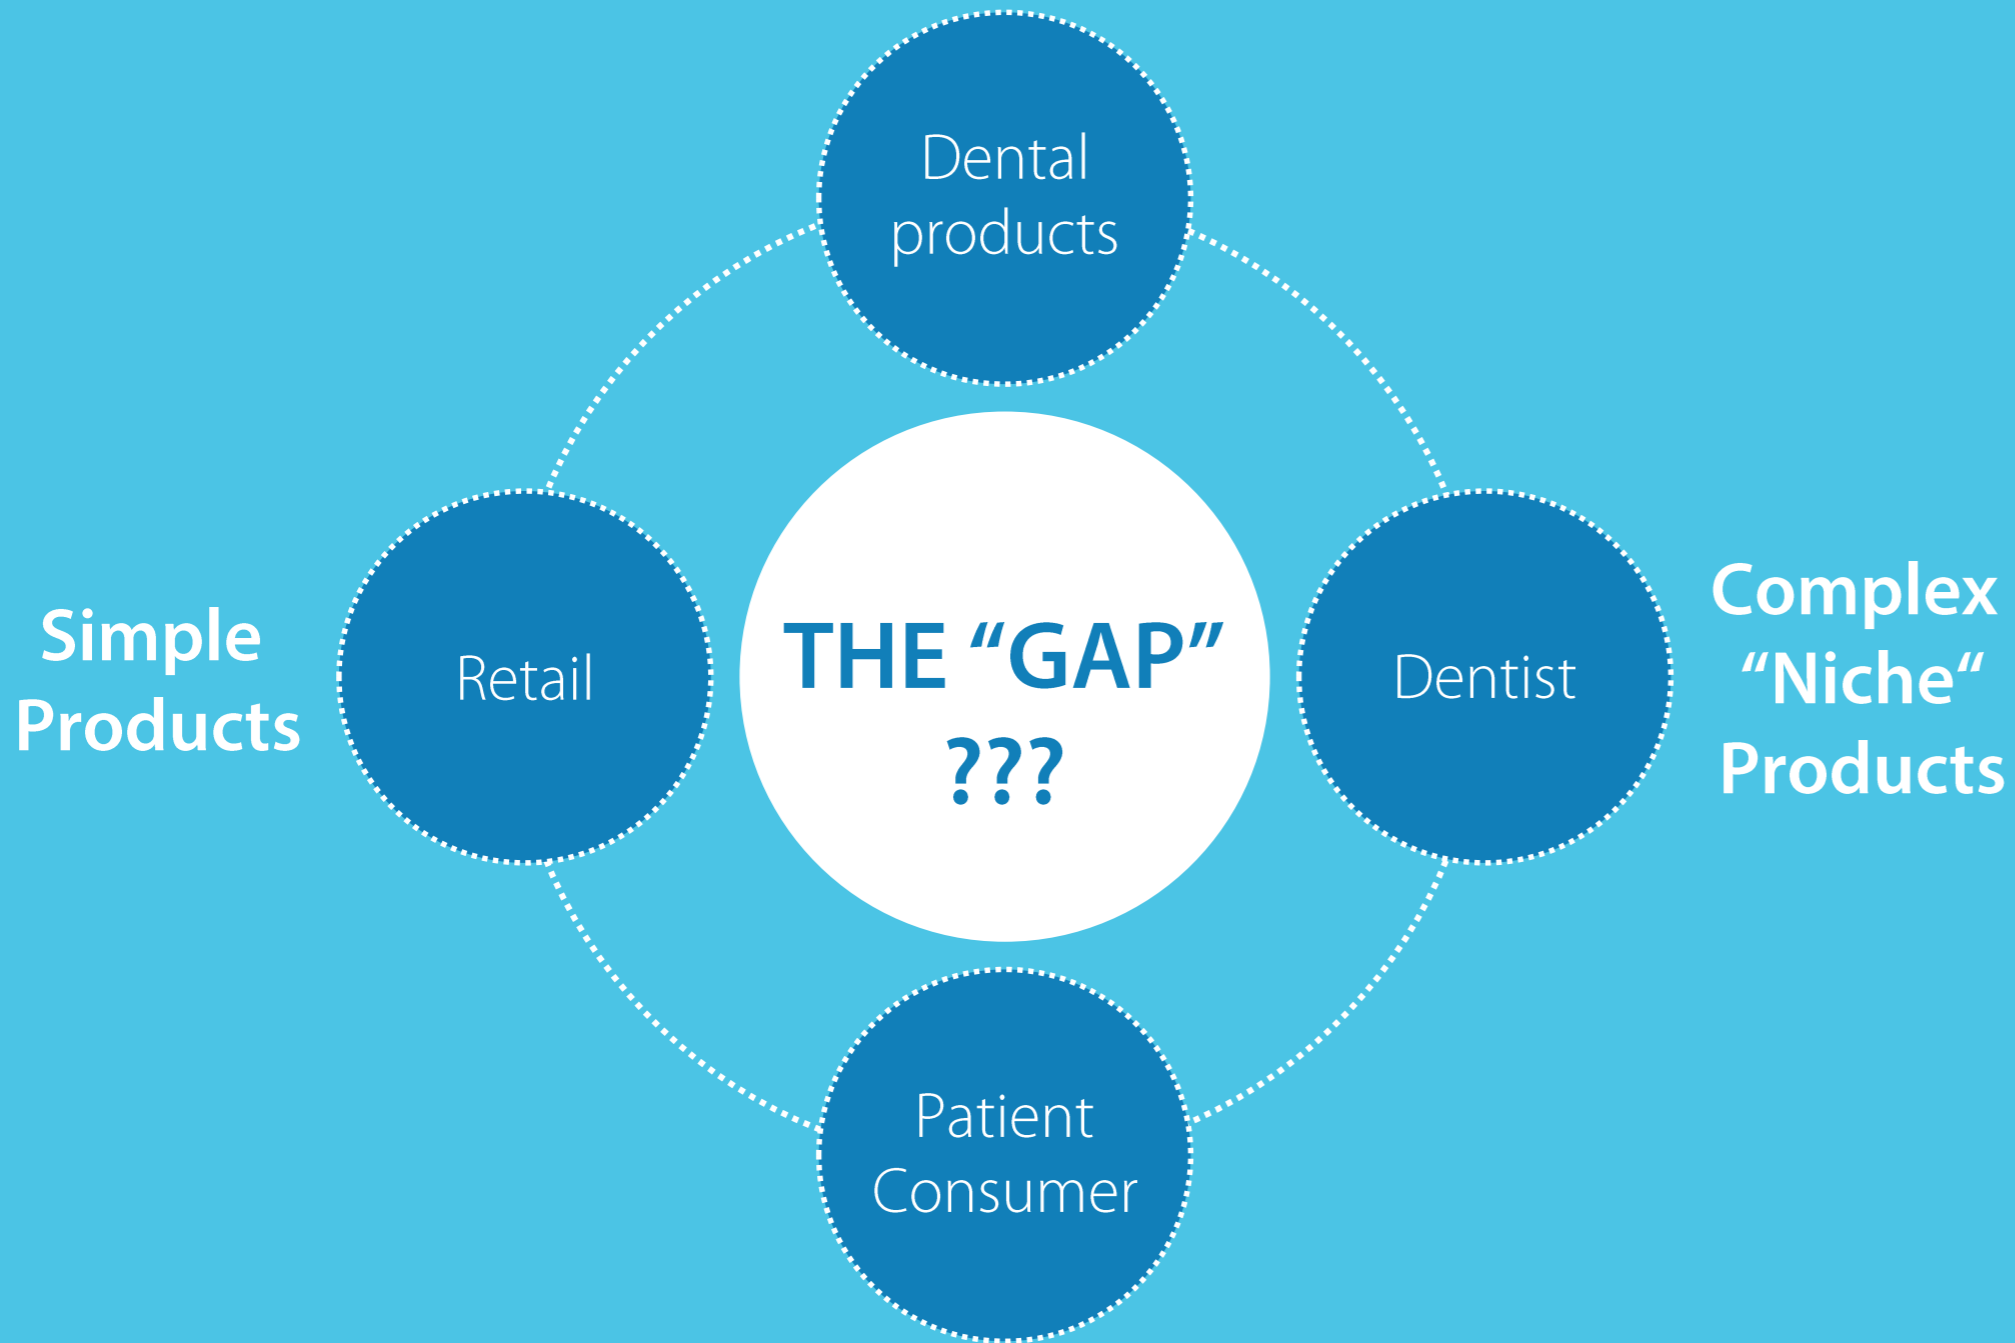 Dental
products
Simple
Products
Retail
THE “GAP”
???
Dentist
Complex
“Niche“
Products
Patient
Consumer